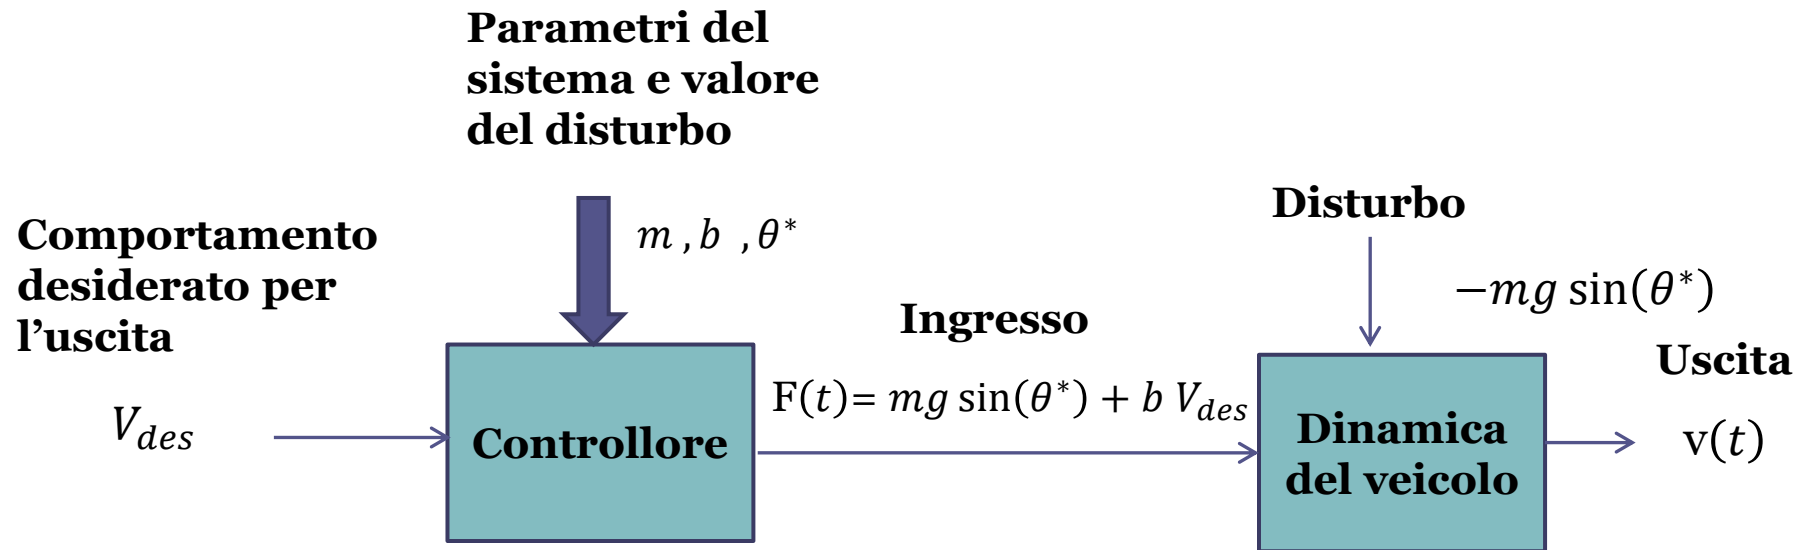 Parametri del
sistema e valore
del disturbo
m , b , θ*
Comportamento
desiderato per
l'uscita
V_des
Controllore
Ingresso
F(t)= mg sin(θ*) + b V_des
Disturbo
−mg sin(θ*)
Dinamica
del veicolo
Uscita
v(t)